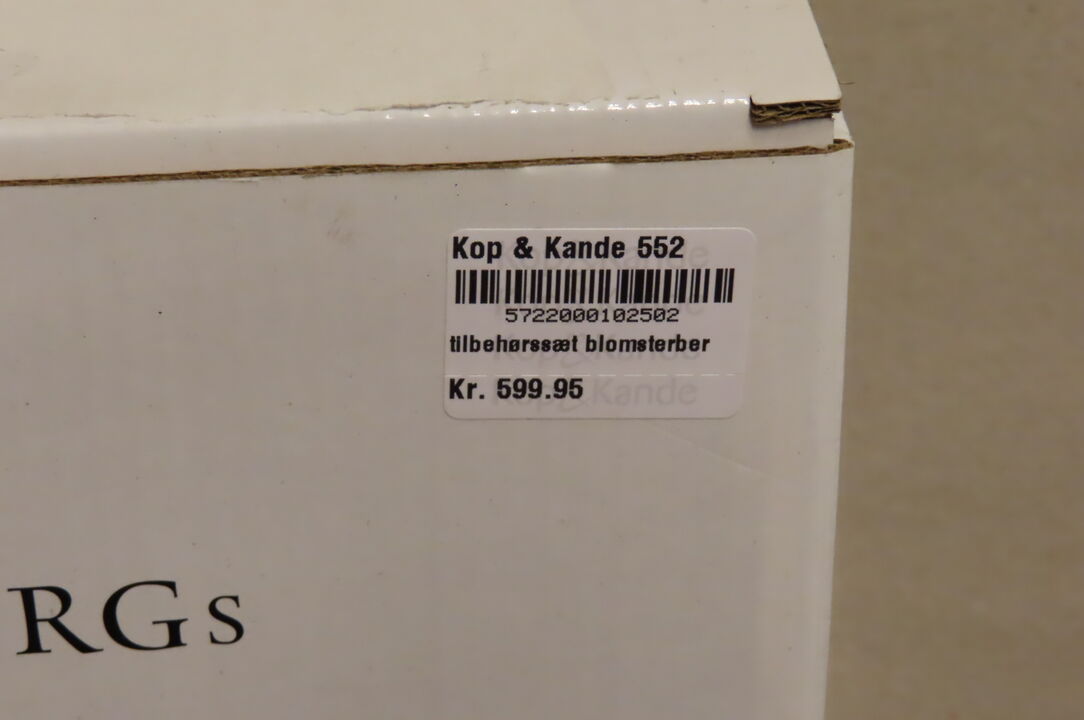 Kop & Kande 552
5722000102502
tilbehørssæt blomsterber
Kr. 599.95
RGs